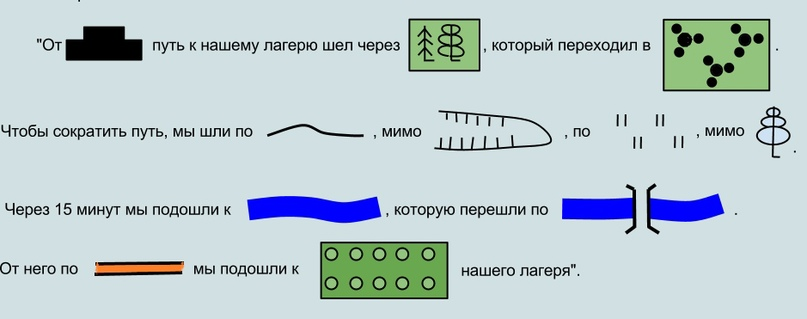 "От путь к нашему лагерю шел через , который переходил в .
Чтобы сократить путь, мы шли по , мимо , по , мимо .
Через 15 минут мы подошли к , которую перешли по .
От него по мы подошли к нашего лагеря".